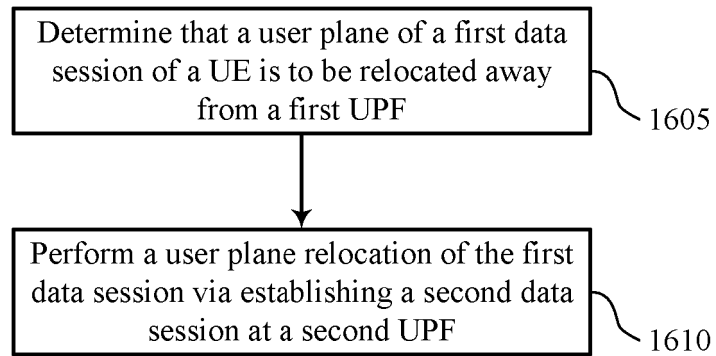 Determine that a user plane of a first data
session of a UE is to be relocated away
from a first UPF
1605
Perform a user plane relocation of the first
data session via establishing a second data
session at a second UPF
1610